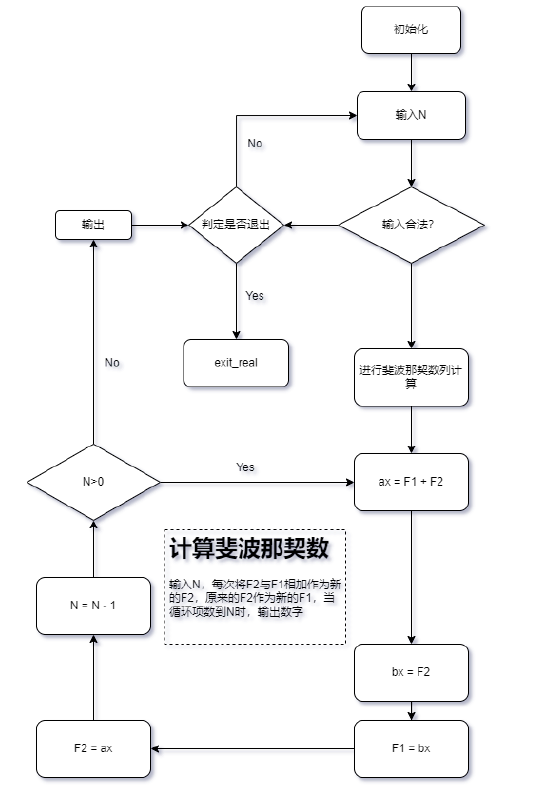 初始化
输入N
No
输出
判定是否退出
输入合法?
Yes
exit_real
No
进行斐波那契数列计
算
N>0
Yes
ax = F1 + F2
计算斐波那契数
输入N，每次将F2与F1相加作为新
的F2，原来的F2作为新的F1，当
循环项数到N时，输出数字
N = N - 1
bx = F2
F2 = ax
F1 = bx